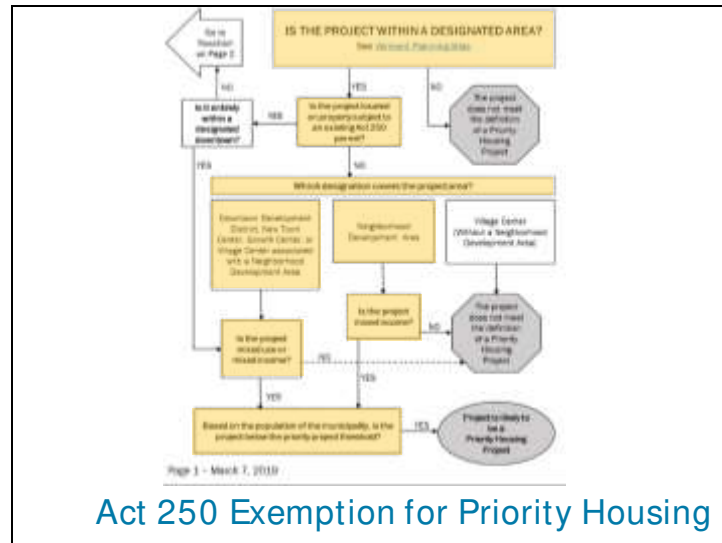 Go to
Question
on Page 2
IS THE PROJECT WITHIN A DESIGNATED AREA?
See Vermont Planning Atlas
NO
YES
NO
Is it entirely
within a
designated
downtown?
YES
Is the project located
on property subject to
an existing Act 250
permit?
The project
does not meet
the definition
of a Priority
Housing
Project
YES
NO
Which designation covers the project area?
Downtown Development
District, New Town
Center, Growth Center, or
Village Center associated
with a Neighborhood
Development Area
Neighborhood
Development Area
Village Center
(Without a Neighborhood
Development Area)
Is the project
mixed use or
mixed income?
Is the project
mixed income?
NO
NO
The project
does not meet
the definition
of a Priority
Housing
Project
YES
YES
Based on the population of the municipality, is the
project below the priority project threshold?
YES
Project is likely to
be a
Priority Housing
Project
Page 1 – March 7, 2019
Act 250 Exemption for Priority Housing